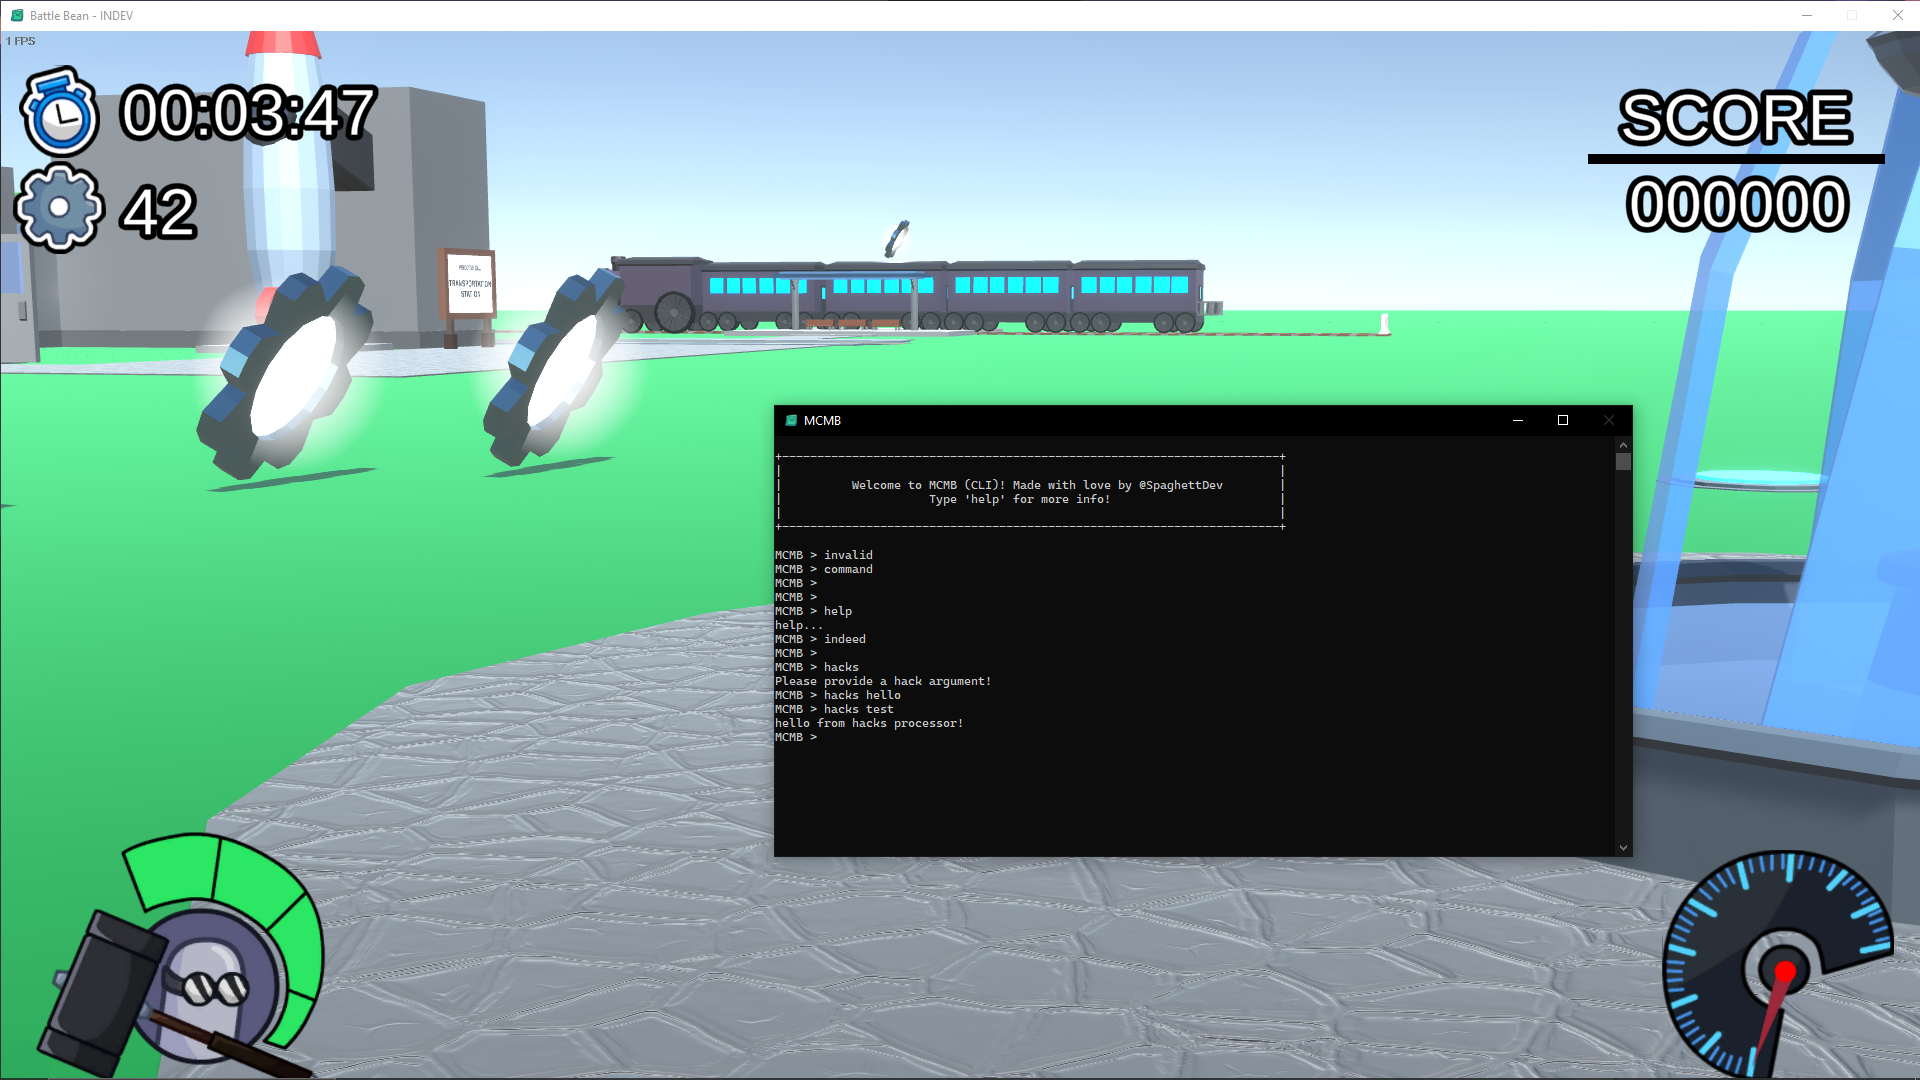 Battle Bean - INDEV
1 FPS
00:03:47
42
SCORE
000000
TRANSPORTATION
STATION
MCMB
Welcome to MCMB (CLI)! Made with love by @SpaghettDev
Type 'help' for more info!
MCMB > invalid
MCMB > command
MCMB >
MCMB >
MCMB > help
help...
MCMB > indeed
MCMB >
MCMB > hacks
Please provide a hack argument!
MCMB > hacks hello
MCMB > hacks test
hello from hacks processor!
MCMB >